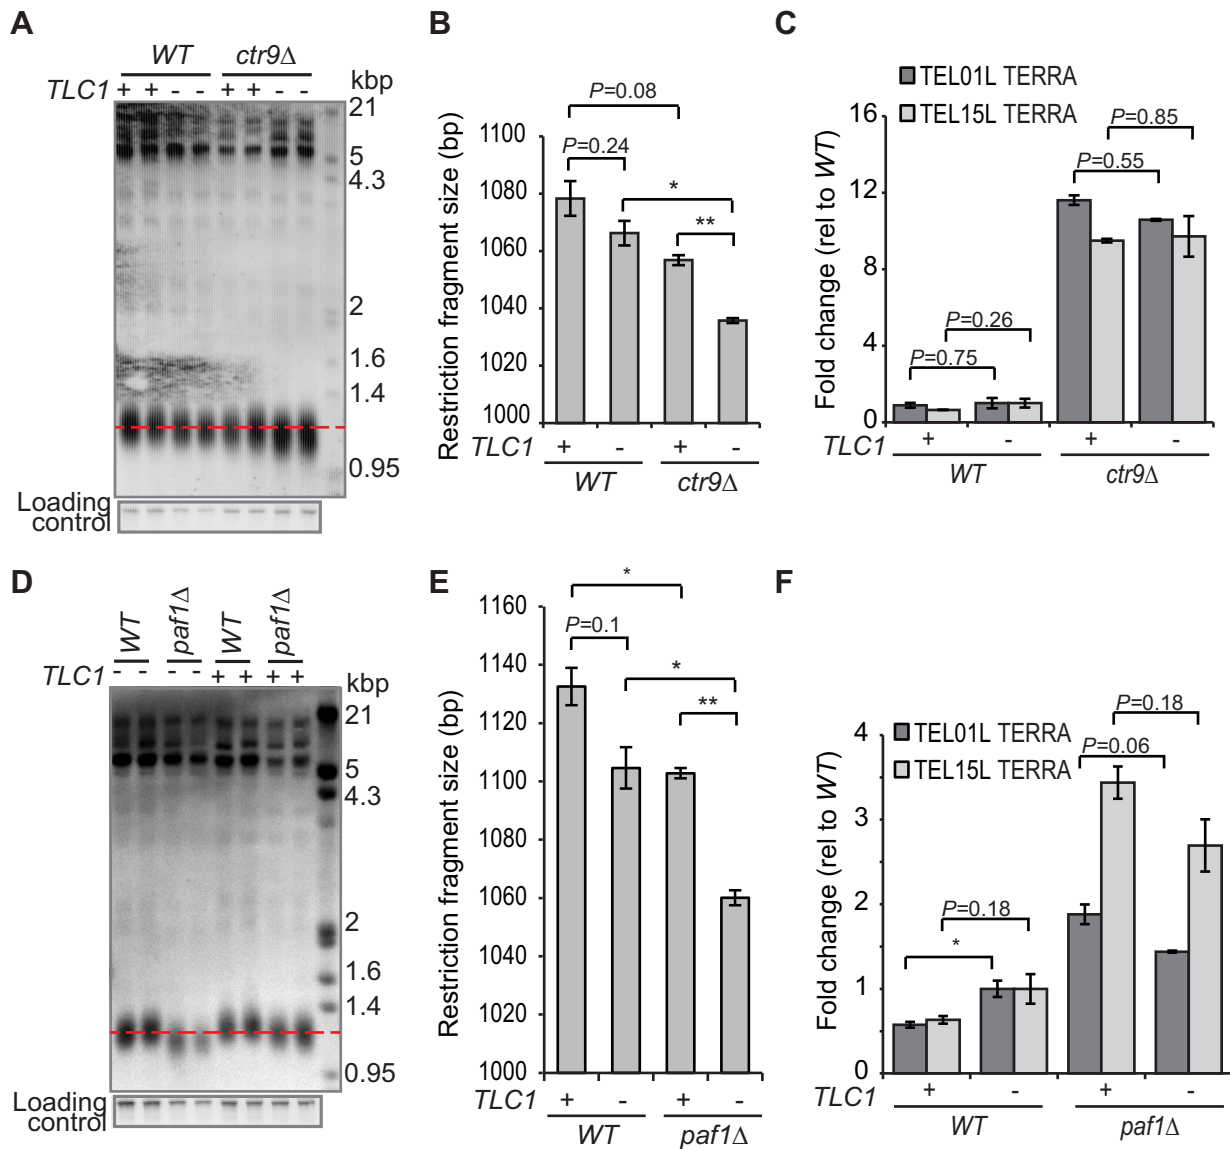 A
WT ctr9Δ
TLC1 + + - - + + - - kbp
21
5
4.3
2
1.6
1.4
0.95
Loading
control
B
Restriction fragment size (bp)
1100
1080
1060
1040
1020
1000
P=0.08
P=0.24
*
**
TLC1 + - + -
WT ctr9Δ
C
TEL01L TERRA
TEL15L TERRA
Fold change (rel to WT)
16
12
8
4
0
P=0.85
P=0.55
P=0.26
P=0.75
TLC1 + - + -
WT ctr9Δ
D
WT paf1Δ WT paf1Δ
TLC1 - - - - + + + + kbp
21
5
4.3
2
1.6
1.4
0.95
Loading
control
E
Restriction fragment size (bp)
1160
1140
1120
1100
1080
1060
1040
1020
1000
*
P=0.1
*
**
TLC1 + - + -
WT paf1Δ
F
TEL01L TERRA
TEL15L TERRA
Fold change (rel to WT)
4
3
2
1
0
P=0.18
P=0.06
P=0.18
*
TLC1 + - + -
WT paf1Δ